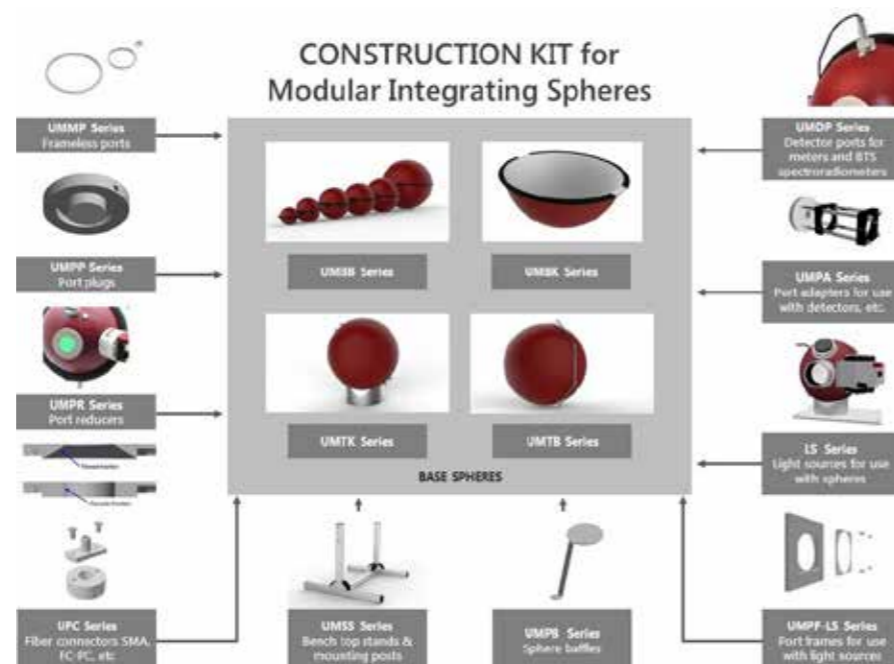 CONSTRUCTION KIT for
Modular Integrating Spheres
UMMP Series
Frameless ports
UMPP Series
Port plugs
UMPR Series
Port reducers
UPC Series
Fiber connectors SMA,
FC-PC, etc
UMBB Series
UMBK Series
UMTK Series
UMTB Series
BASE SPHERES
UMSS Series
Bench top stands &
mounting posts
UMPB Series
Sphere baffles
UMDP Series
Detector ports for
meters and BTS
spectroradiometers
UMPA Series
Port adapters for use
with detectors, etc.
LS Series
Light sources for use
with spheres
UMPF-LS Series
Port frames for use
with light sources